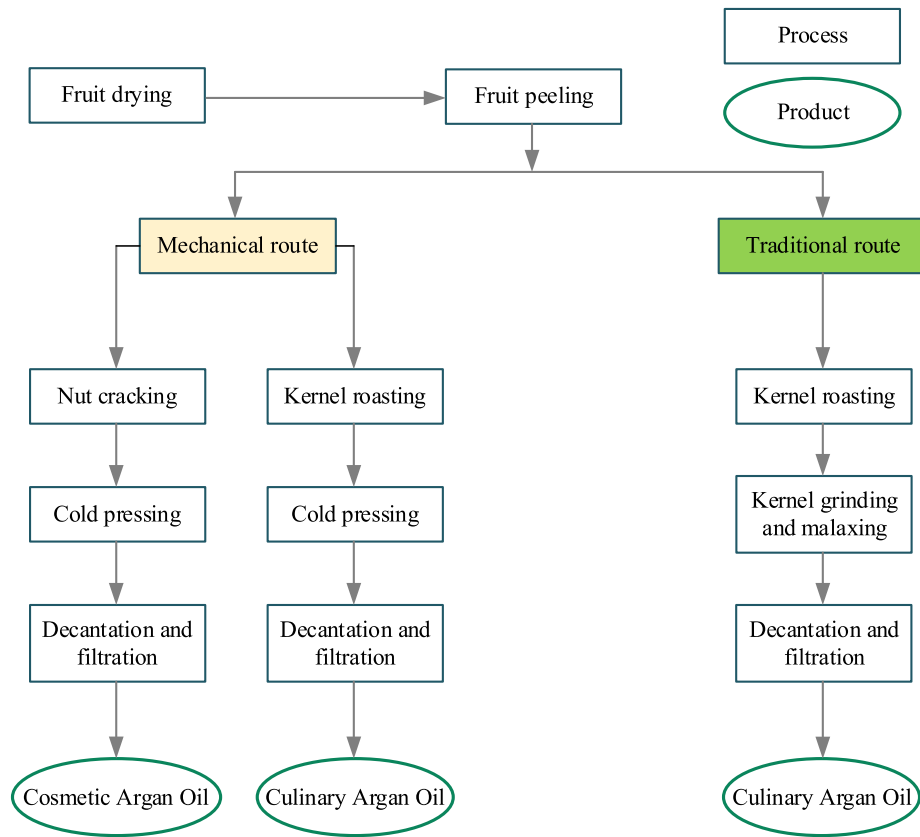 Process
Fruit drying
Fruit peeling
Product
Mechanical route
Traditional route
Nut cracking
Kernel roasting
Kernel roasting
Cold pressing
Cold pressing
Kernel grinding
and malaxing
Decantation and
filtration
Decantation and
filtration
Decantation and
filtration
Cosmetic Argan Oil
Culinary Argan Oil
Culinary Argan Oil